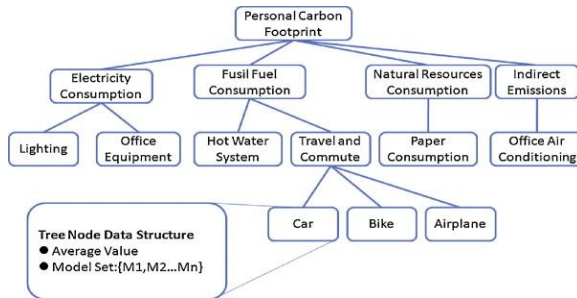 Personal Carbon
Footprint
Electricity
Consumption
Fusil Fuel
Consumption
Natural Resources
Consumption
Indirect
Emissions
Lighting
Office
Equipment
Hot Water
System
Travel and
Commute
Paper
Consumption
Office Air
Conditioning
Car
Bike
Airplane
Tree Node Data Structure
● Average Value
● Model Set:{M1,M2...Mn}